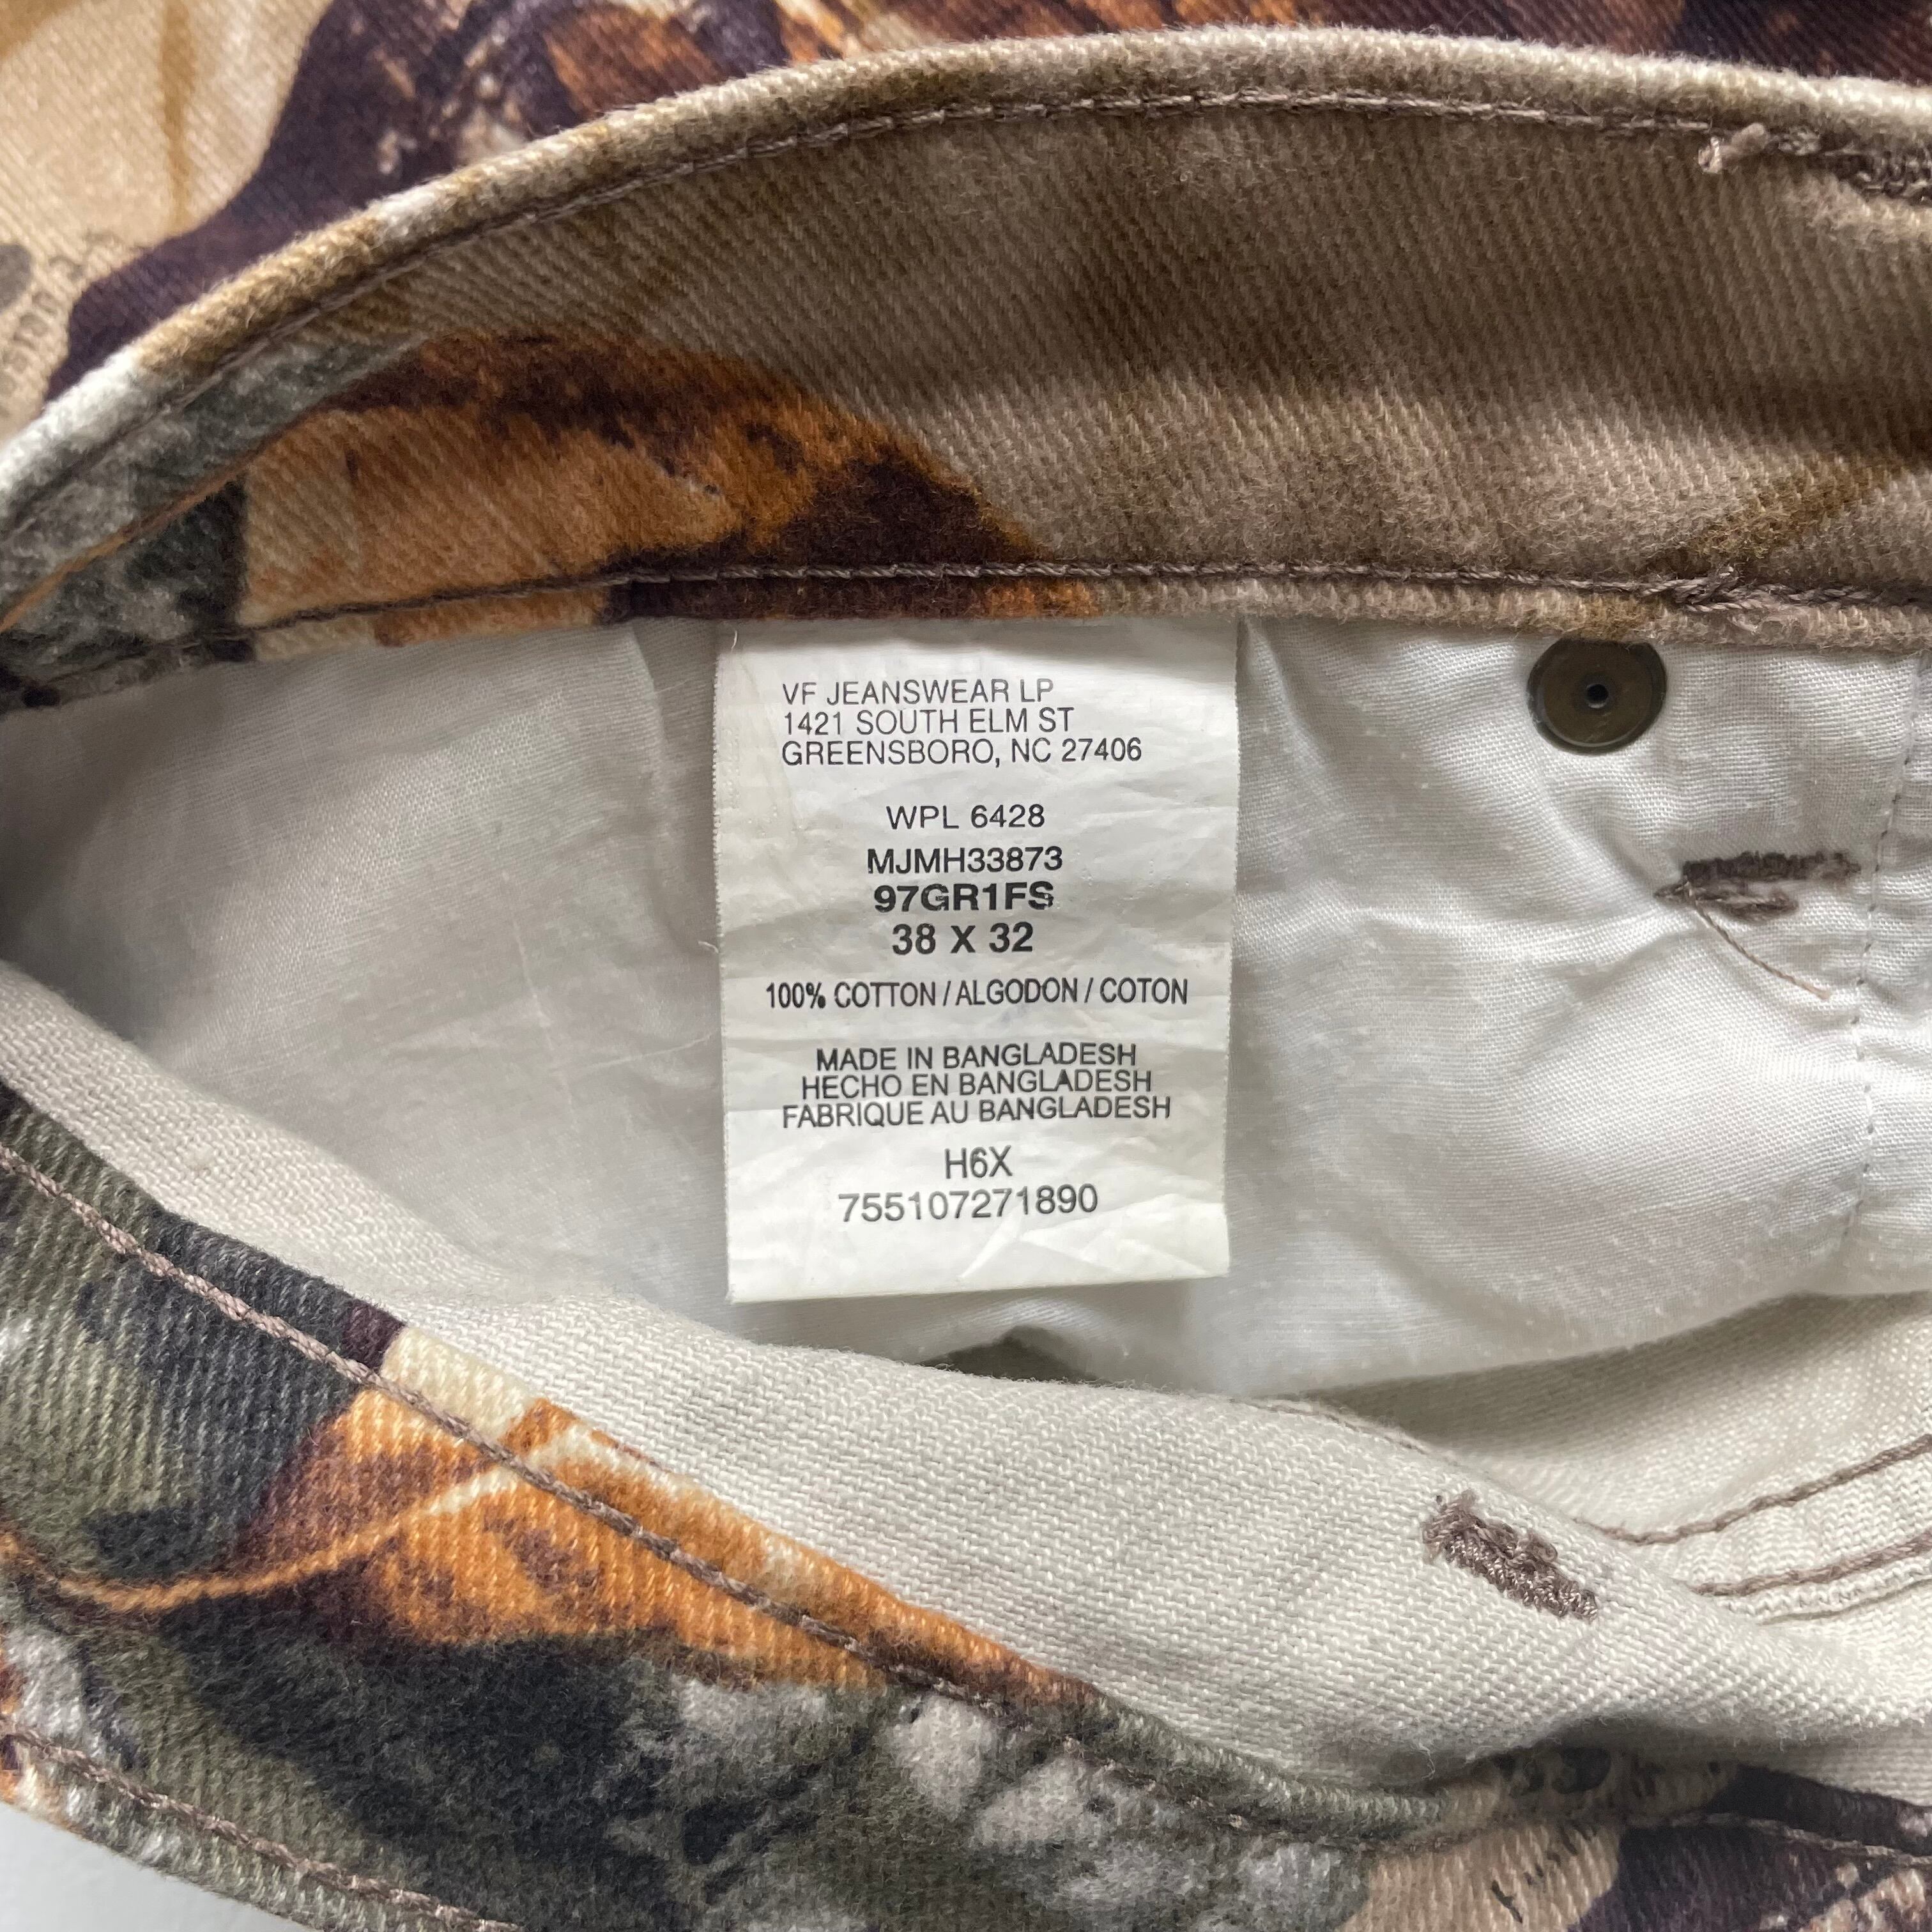 VF JEANSWEAR LP
1421 SOUTH ELM ST
GREENSBORO, NC 27406
WPL 6428
MJMH33873
97GR1FS
38 X 32
100% COTTON / ALGODON / COTON
MADE IN BANGLADESH
HECHO EN BANGLADESH
FABRIQUE AU BANGLADESH
H6X
755107271890